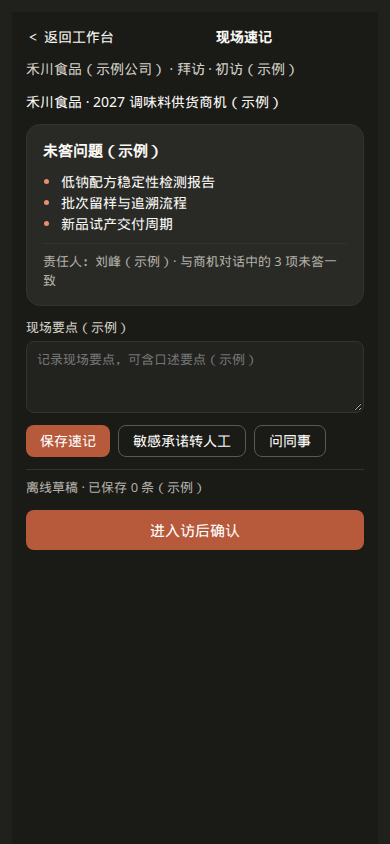 < 返回工作台 现场速记
禾川食品（示例公司）· 拜访 · 初访（示例）
禾川食品 · 2027 调味料供货商机（示例）
未答问题（示例）
低钠配方稳定性检测报告
批次留样与追溯流程
新品试产交付周期
责任人：刘峰（示例）· 与商机对话中的 3 项未答一
致
现场要点（示例）
记录现场要点，可含口述要点（示例）
保存速记 敏感承诺转人工 问同事
离线草稿 · 已保存 0 条（示例）
进入访后确认